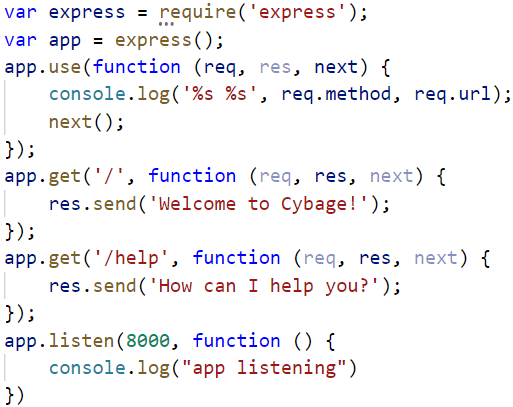 var express = require('express');
var app = express();
app.use(function (req, res, next) {
    console.log('%s %s', req.method, req.url);
    next();
});
app.get('/', function (req, res, next) {
    res.send('Welcome to Cybage!');
});
app.get('/help', function (req, res, next) {
    res.send('How can I help you?');
});
app.listen(8000, function () {
    console.log("app listening")
})